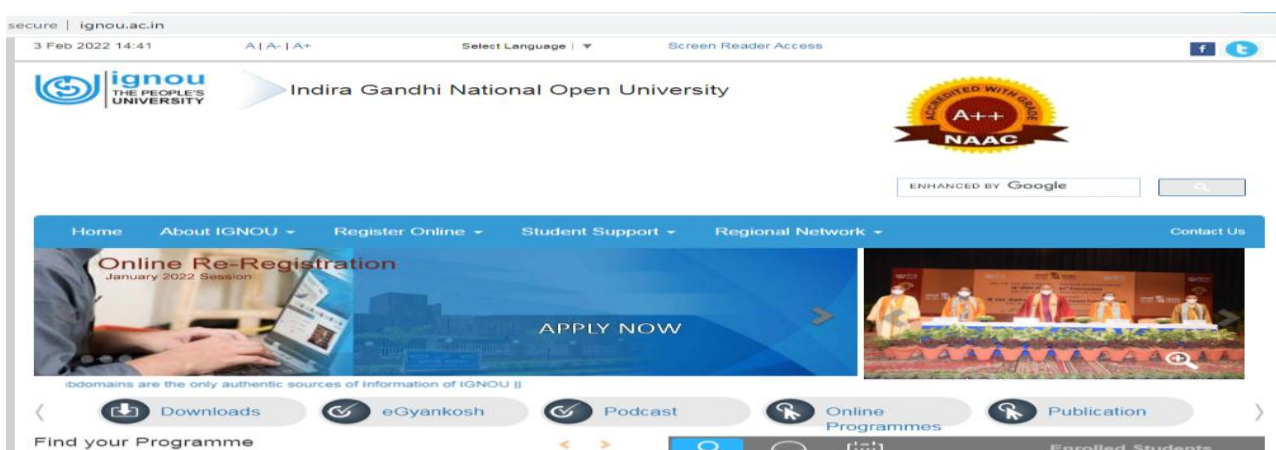 secure | ignou.ac.in
3 Feb 2022 14:41 A | A- | A+ Select Language | ▼ Screen Reader Access
ignou
THE PEOPLE'S
UNIVERSITY
Indira Gandhi National Open University
ACCREDITED WITH GRADE
A++
NAAC
ENHANCED BY Google
Home About IGNOU Register Online Student Support Regional Network Contact Us
Online Re-Registration
January 2022 Session
APPLY NOW
bdomains are the only authentic sources of Information of IGNOU ||
Downloads eGyankosh Podcast Online Programmes Publication
Find your Programme
Enrolled Students